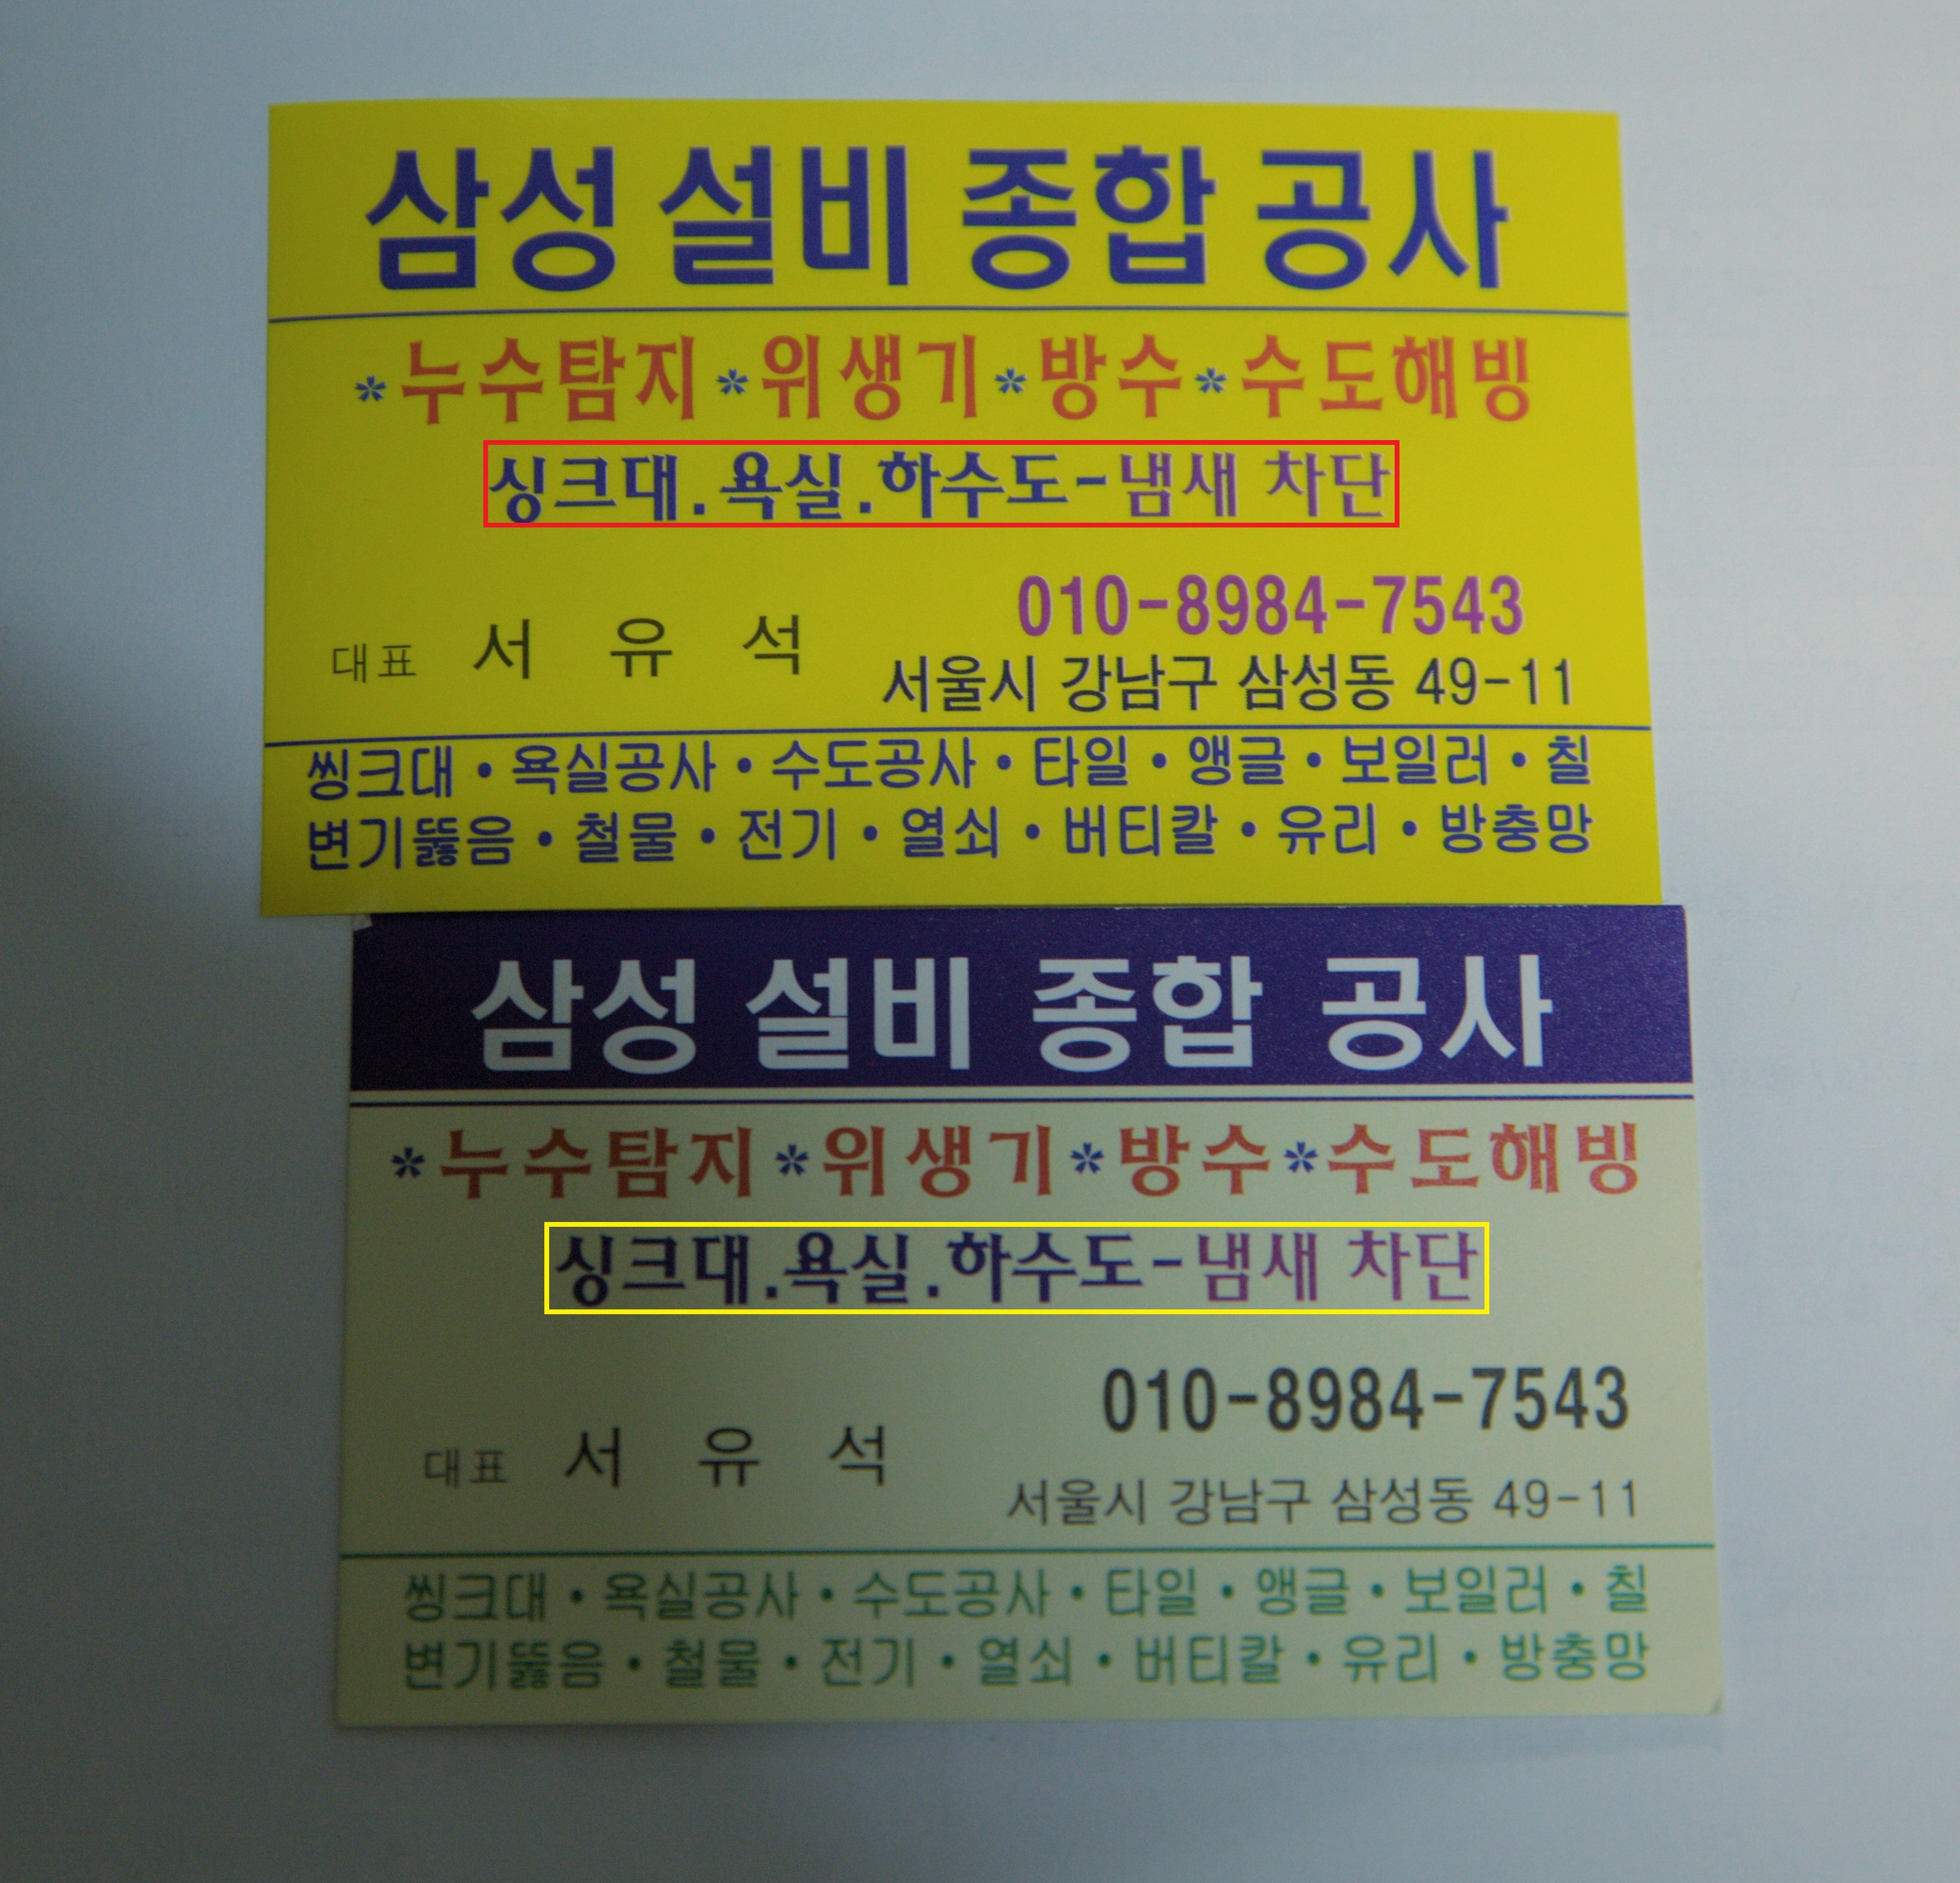 삼성 설비 종합 공사
*누수탐지*위생기*방수*수도해빙
싱크대.욕실.하수도-냄새 차단
010-8984-7543
대표 서 유 석
서울시 강남구 삼성동 49-11
씽크대·욕실공사·수도공사·타일·앵글·보일러·칠
변기뚫음·철물·전기·열쇠·버티칼·유리·방충망
삼성 설비 종합 공사
*누수탐지*위생기*방수*수도해빙
싱크대.욕실.하수도-냄새 차단
010-8984-7543
대표 서 유 석
서울시 강남구 삼성동 49-11
씽크대·욕실공사·수도공사·타일·앵글·보일러·칠
변기뚫음·철물·전기·열쇠·버티칼·유리·방충망